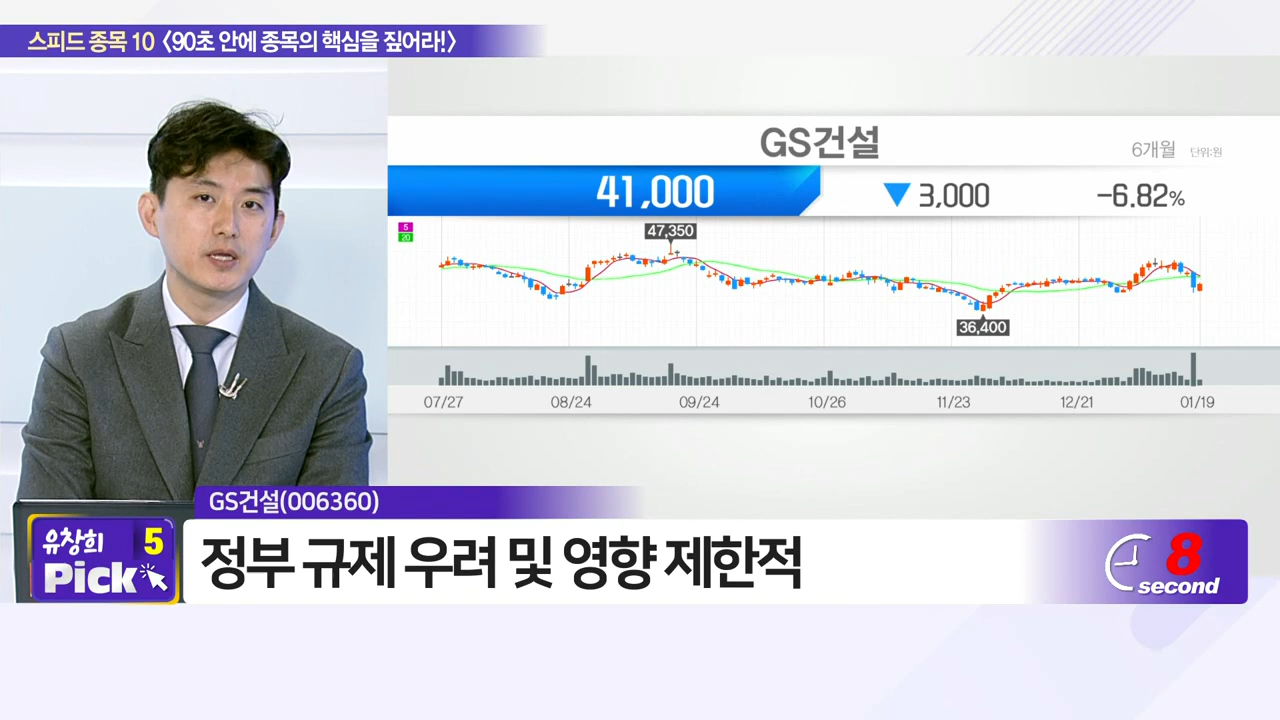 스피드 종목 10 〈90초 안에 종목의 핵심을 짚어라!〉
GS건설
6개월 단위:원
41,000 ▼3,000 -6.82%
5
20
47,350
36,400
07/27 08/24 09/24 10/26 11/23 12/21 01/19
GS건설(006360)
유창희 5
Pick
정부 규제 우려 및 영향 제한적
8
second